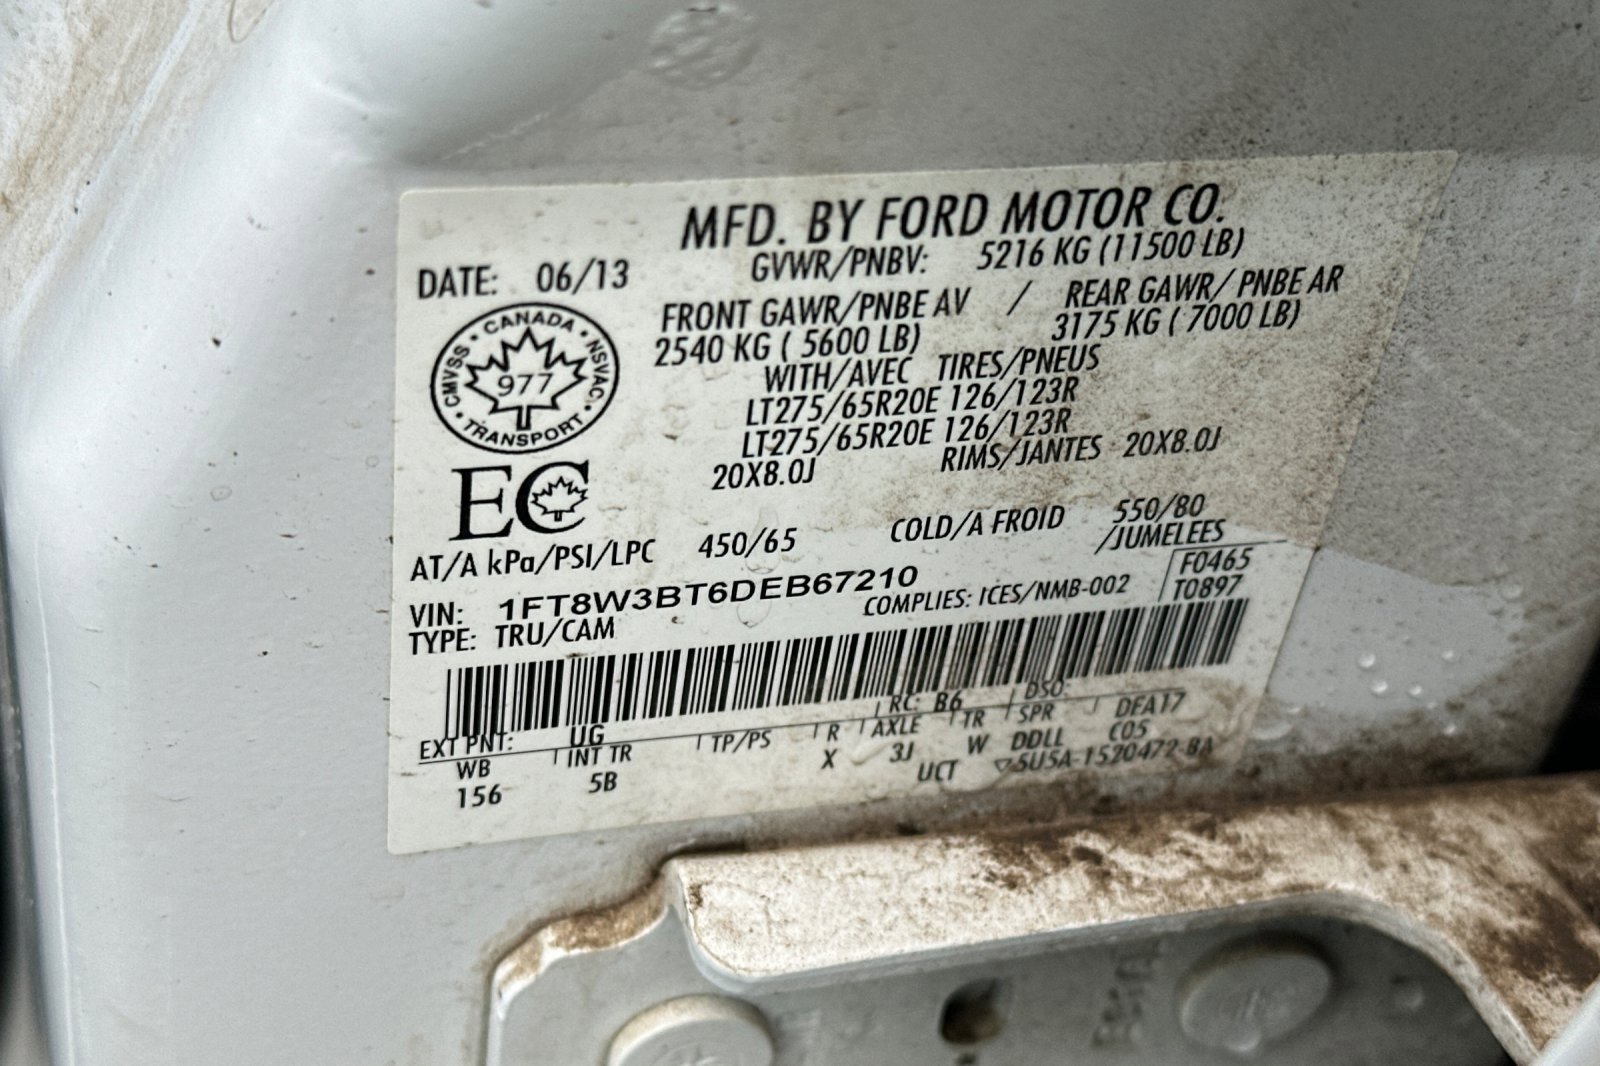 MFD. BY FORD MOTOR CO.
DATE: 06/13 GVWR/PNBV: 5216 KG (11500 LB)
FRONT GAWR/PNBE AV / REAR GAWR/ PNBE AR
2540 KG ( 5600 LB) 3175 KG ( 7000 LB)
WITH/AVEC TIRES/PNEUS
LT275/65R20E 126/123R
LT275/65R20E 126/123R
20X8.0J RIMS/JANTES 20X8.0J
CANADA
CMVSS • NSVAC
977
TRANSPORT
EC
AT/A kPa/PSI/LPC 450/65 COLD/A FROID 550/80
/JUMELEES
VIN: 1FT8W3BT6DEB67210
TYPE: TRU/CAM COMPLIES: ICES/NMB-002
F0465
T0897
EXT PNT: UG RC: B6 DSO:
WB INT TR TP/PS R AXLE TR SPR DFA17
156 5B X 3J W DDLL C05
UCT ▽5U5A-1520472-BA